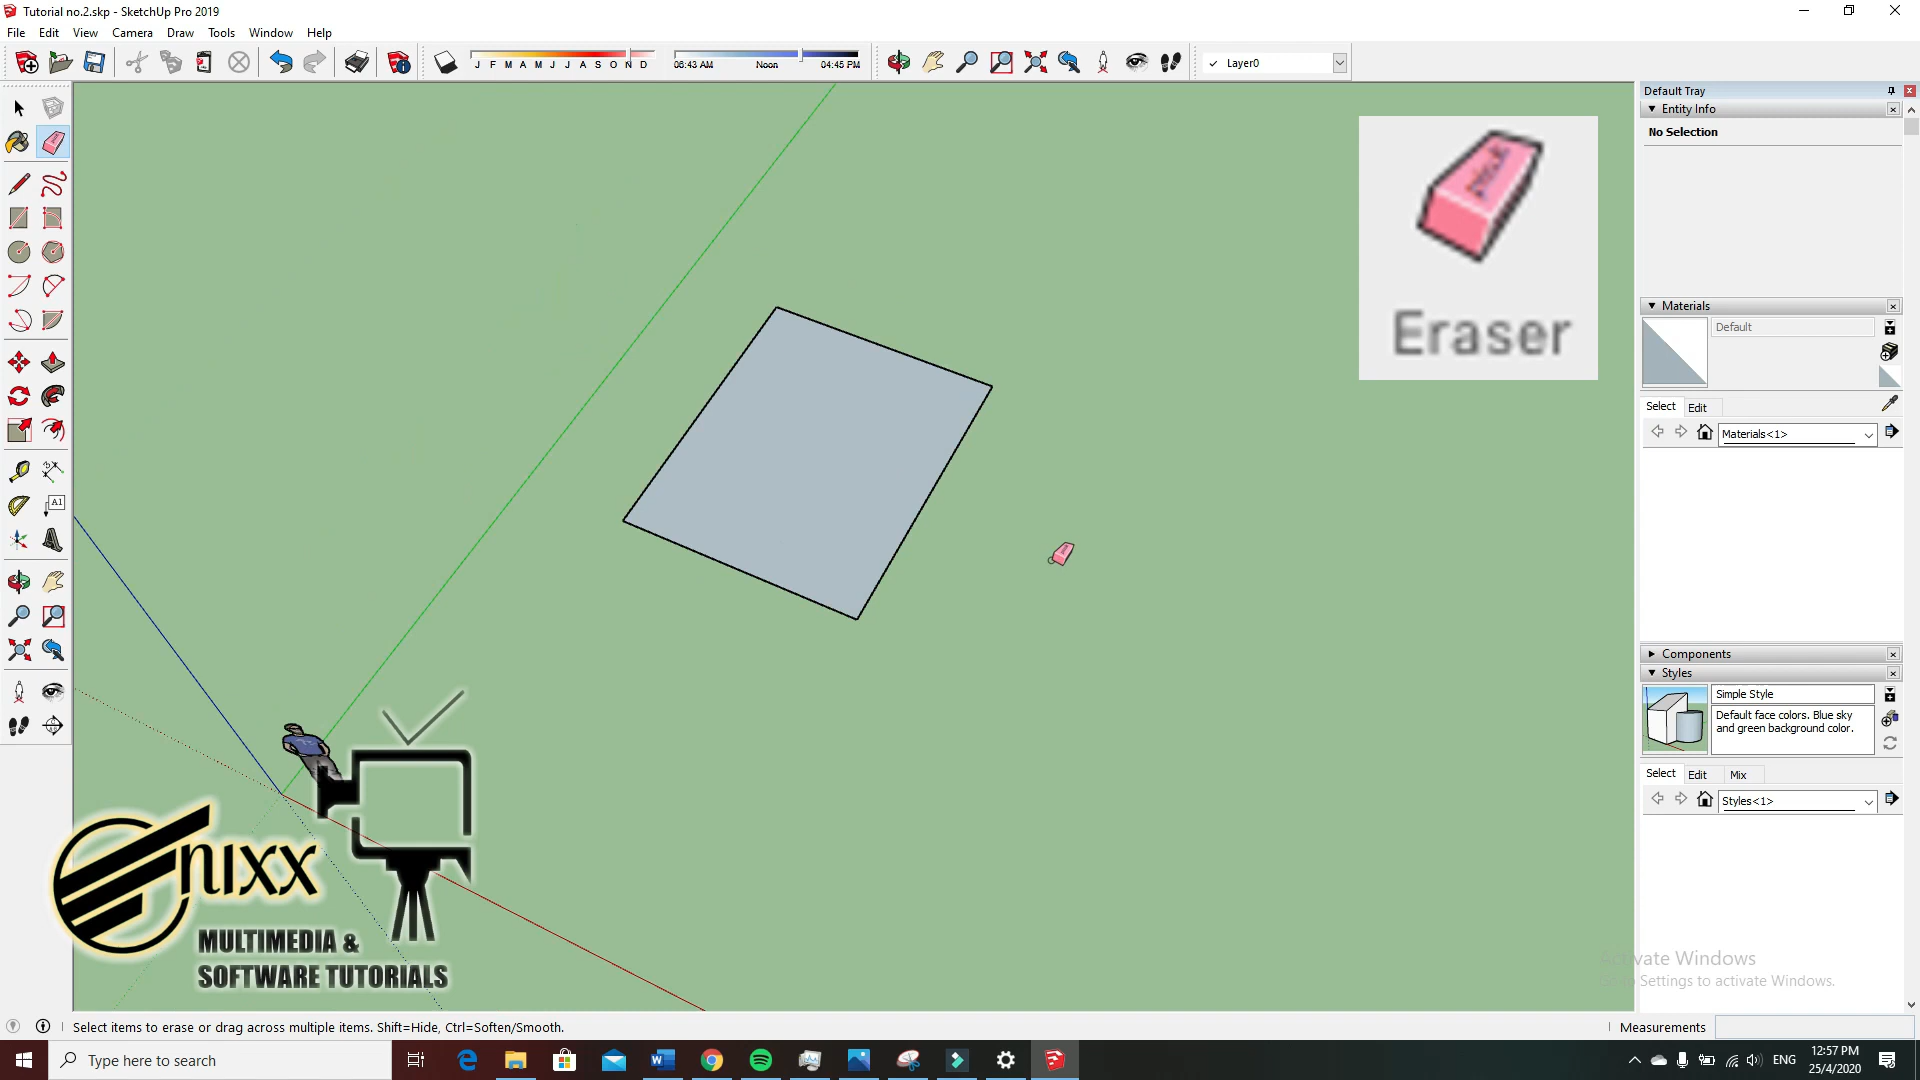 Tutorial no.2.skp - SketchUp Pro 2019
File Edit View Camera Draw Tools Window Help
J F M A M J J A S O N D
06:43 AM Noon 04:45 PM
Layer0
Default Tray
Entity Info
No Selection
Eraser
Materials
Default
Select Edit
Materials<1>
Components
Styles
Simple Style
Default face colors. Blue sky
and green background color.
Select Edit Mix
Styles<1>
A1
nixx
MULTIMEDIA &
SOFTWARE TUTORIALS
Activate Windows
Go to Settings to activate Windows.
Select items to erase or drag across multiple items. Shift=Hide, Ctrl=Soften/Smooth.
Measurements
Type here to search
ENG
12:57 PM
25/4/2020